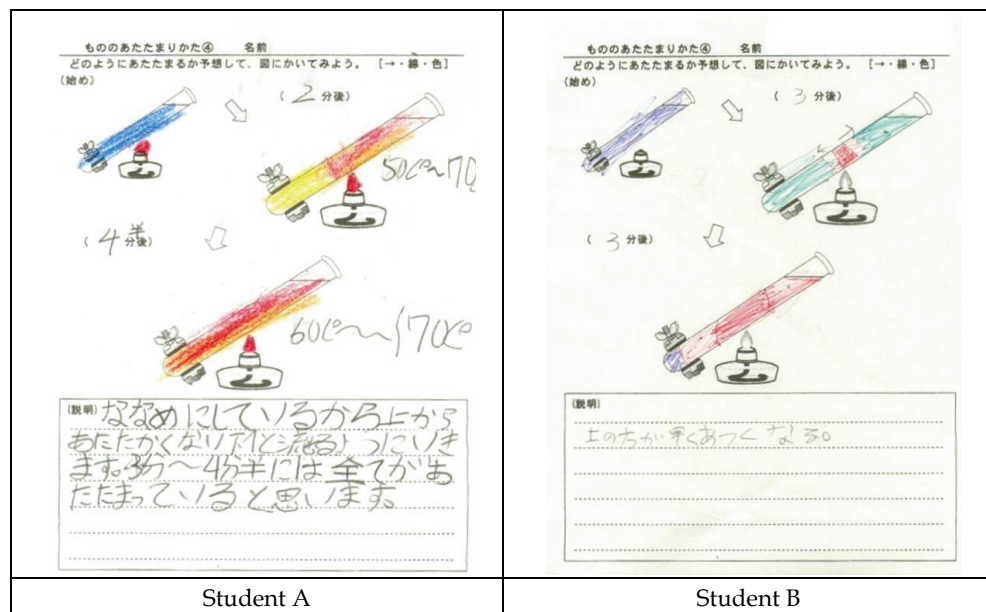 もののあたたまりかた④ 名前
どのようにあたたまるか予想して、図にかいてみよう。 [→・線・色]
(始め)
( 2 分後)
50℃〜70
( 4 半 分後)
60℃〜〜170℃
(説明) ななめにしているから上から
あたたかくなり下へと流るようにいき
ます。3分〜4分半には全てがあ
たたまっていると思います。
Student A
もののあたたまりかた④ 名前
どのようにあたたまるか予想して、図にかいてみよう。 [→・線・色]
(始め)
( 3 分後)
( 3 分後)
(説明)
上の方が早くあつくなる。
Student B